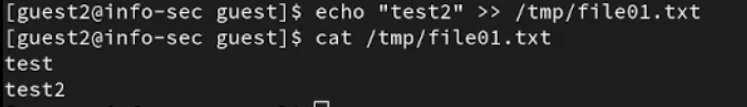 [guest2@info-sec guest]$ echo "test2" >> /tmp/file01.txt
[guest2@info-sec guest]$ cat /tmp/file01.txt
test
test2